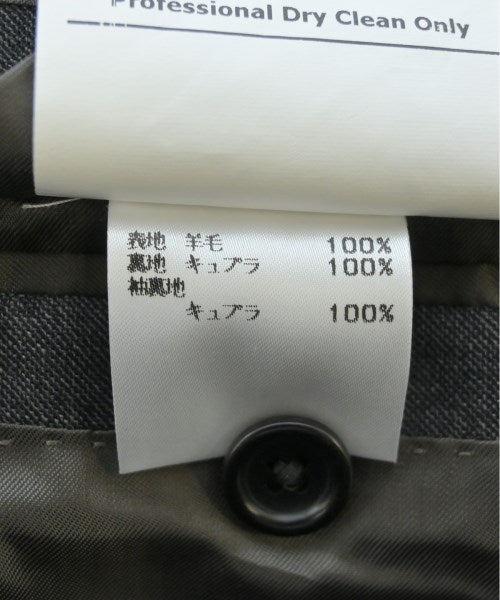 Professional Dry Clean Only
表地 羊毛 100%
裏地 キュプラ 100%
袖裏地
キュプラ 100%